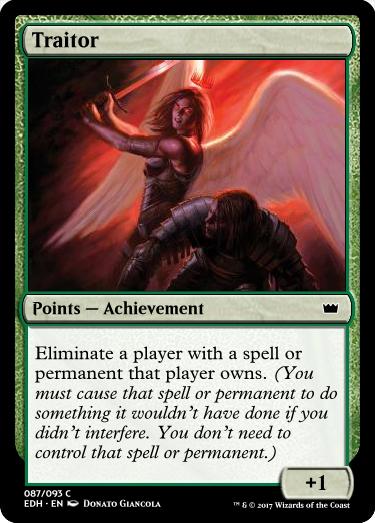 Traitor
Points — Achievement
Eliminate a player with a spell or
permanent that player owns. (You
must cause that spell or permanent to do
something it wouldn't have done if you
didn't interfere. You don't need to
control that spell or permanent.)
+1
087/093 C
EDH • EN Donato Giancola
™ & © 2017 Wizards of the Coast